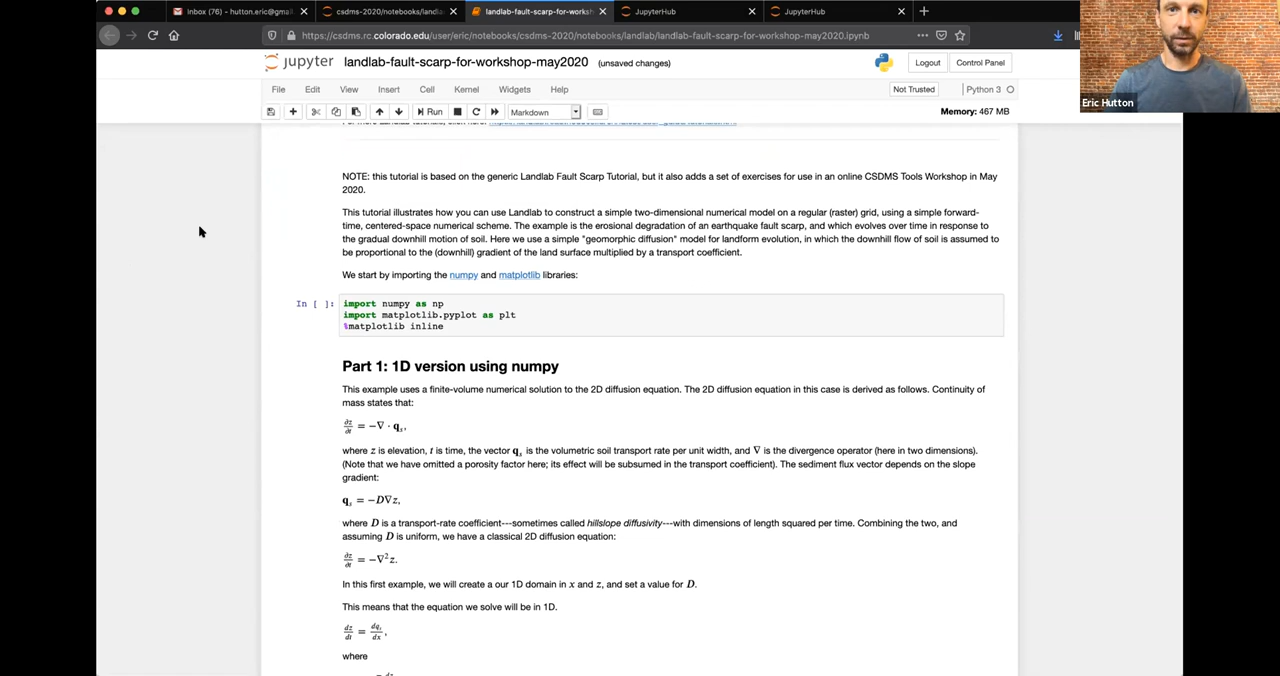 Inbox (76) - hutton.eric@gmai
csdms-2020/notebooks/landla
landlab-fault-scarp-for-worksh
JupyterHub
JupyterHub
https://csdms.rc.colorado.edu/user/eric/notebooks/csdms-2020/notebooks/landlab/landlab-fault-scarp-for-workshop-may2020.ipynb
jupyter landlab-fault-scarp-for-workshop-may2020 (unsaved changes)
Logout Control Panel
File Edit View Insert Cell Kernel Widgets Help
Not Trusted Python 3
Run Markdown Memory: 467 MB
Eric Hutton
NOTE: this tutorial is based on the generic Landlab Fault Scarp Tutorial, but it also adds a set of exercises for use in an online CSDMS Tools Workshop in May
2020.
This tutorial illustrates how you can use Landlab to construct a simple two-dimensional numerical model on a regular (raster) grid, using a simple forward-
time, centered-space numerical scheme. The example is the erosional degradation of an earthquake fault scarp, and which evolves over time in response to
the gradual downhill motion of soil. Here we use a simple "geomorphic diffusion" model for landform evolution, in which the downhill flow of soil is assumed to
be proportional to the (downhill) gradient of the land surface multiplied by a transport coefficient.
We start by importing the numpy and matplotlib libraries:
In [ ]: import numpy as np
import matplotlib.pyplot as plt
%matplotlib inline
Part 1: 1D version using numpy
This example uses a finite-volume numerical solution to the 2D diffusion equation. The 2D diffusion equation in this case is derived as follows. Continuity of
mass states that:
∂z/∂t = −∇ · q_s,
where z is elevation, t is time, the vector q_s is the volumetric soil transport rate per unit width, and ∇ is the divergence operator (here in two dimensions).
(Note that we have omitted a porosity factor here; its effect will be subsumed in the transport coefficient). The sediment flux vector depends on the slope
gradient:
q_s = −D∇z,
where D is a transport-rate coefficient---sometimes called hillslope diffusivity---with dimensions of length squared per time. Combining the two, and
assuming D is uniform, we have a classical 2D diffusion equation:
∂z/∂t = −∇²z.
In this first example, we will create a our 1D domain in x and z, and set a value for D.
This means that the equation we solve will be in 1D.
dz/dt = dq_s/dx,
where